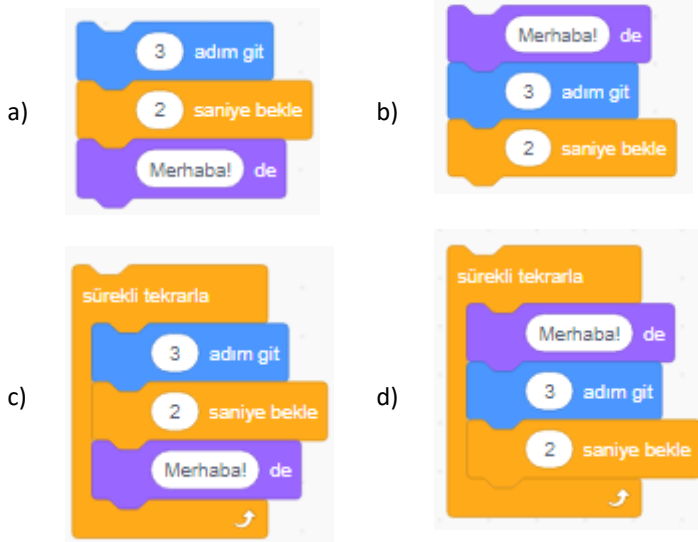 a)
3 adım git
2 saniye bekle
Merhaba! de
b)
Merhaba! de
3 adım git
2 saniye bekle
c)
sürekli tekrarla
3 adım git
2 saniye bekle
Merhaba! de
d)
sürekli tekrarla
Merhaba! de
3 adım git
2 saniye bekle